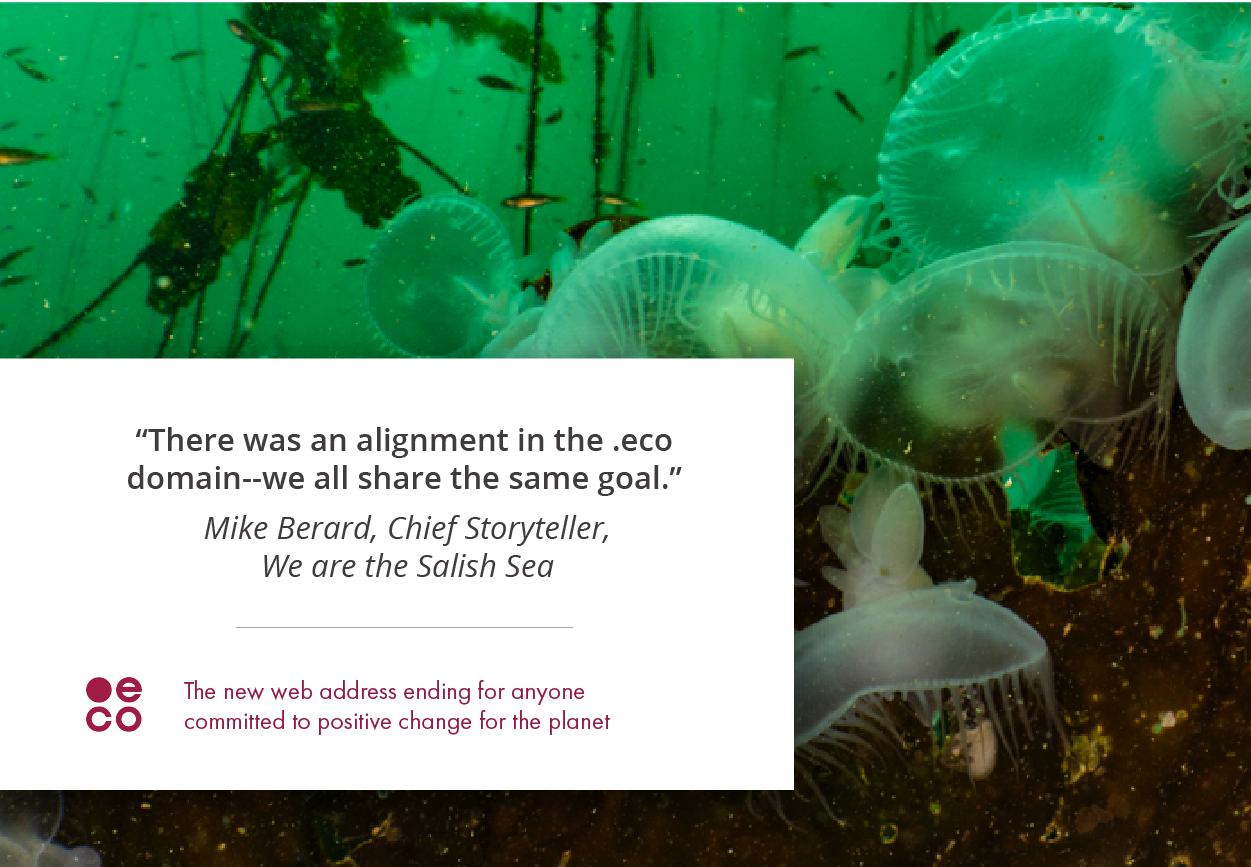 “There was an alignment in the .eco
domain--we all share the same goal.”
Mike Berard, Chief Storyteller,
We are the Salish Sea
eco
The new web address ending for anyone
committed to positive change for the planet